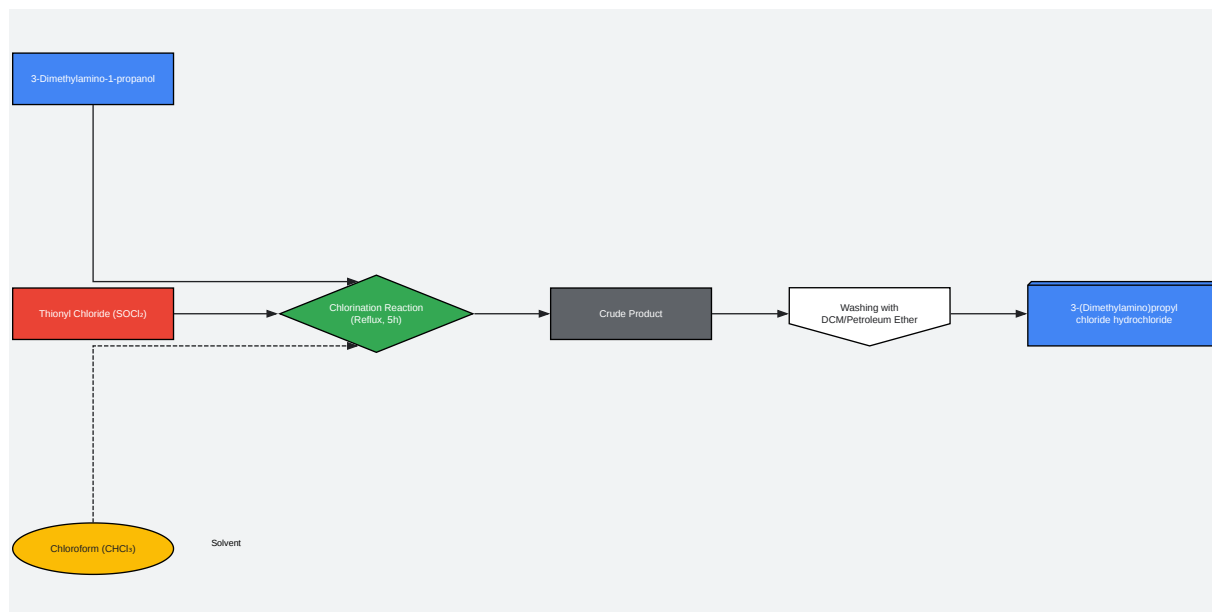 3-Dimethylamino-1-propanol
Thionyl Chloride (SOCl₂)
Chlorination Reaction
(Reflux, 5h)
Crude Product
Washing with
DCM/Petroleum Ether
3-(Dimethylamino)propyl
chloride hydrochloride
Chloroform (CHCl₃)
Solvent